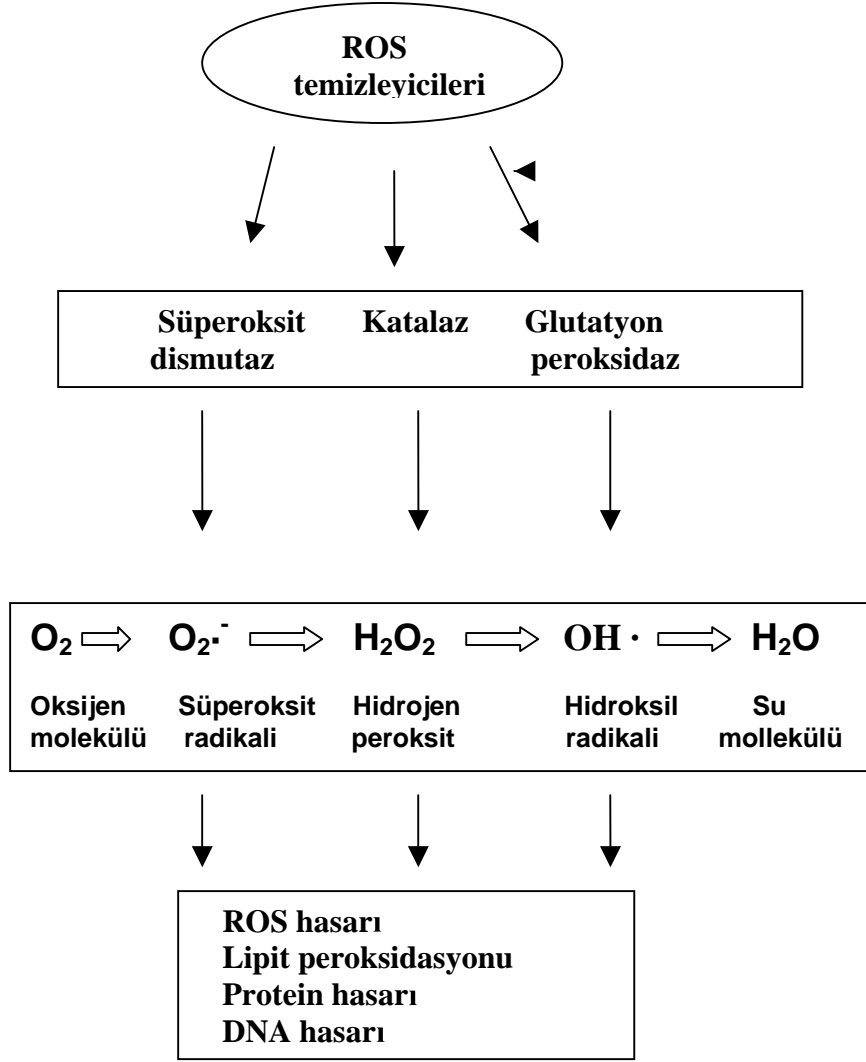 ROS
temizleyicileri
Süperoksit Katalaz Glutatyon
dismutaz peroksidaz
O₂ ⇨ O₂·⁻ ⇨ H₂O₂ ⇨ OH · ⇨ H₂O
Oksijen Süperoksit Hidrojen Hidroksil Su
molekülü radikali peroksit radikali mollekülü
ROS hasarı
Lipit peroksidasyonu
Protein hasarı
DNA hasarı